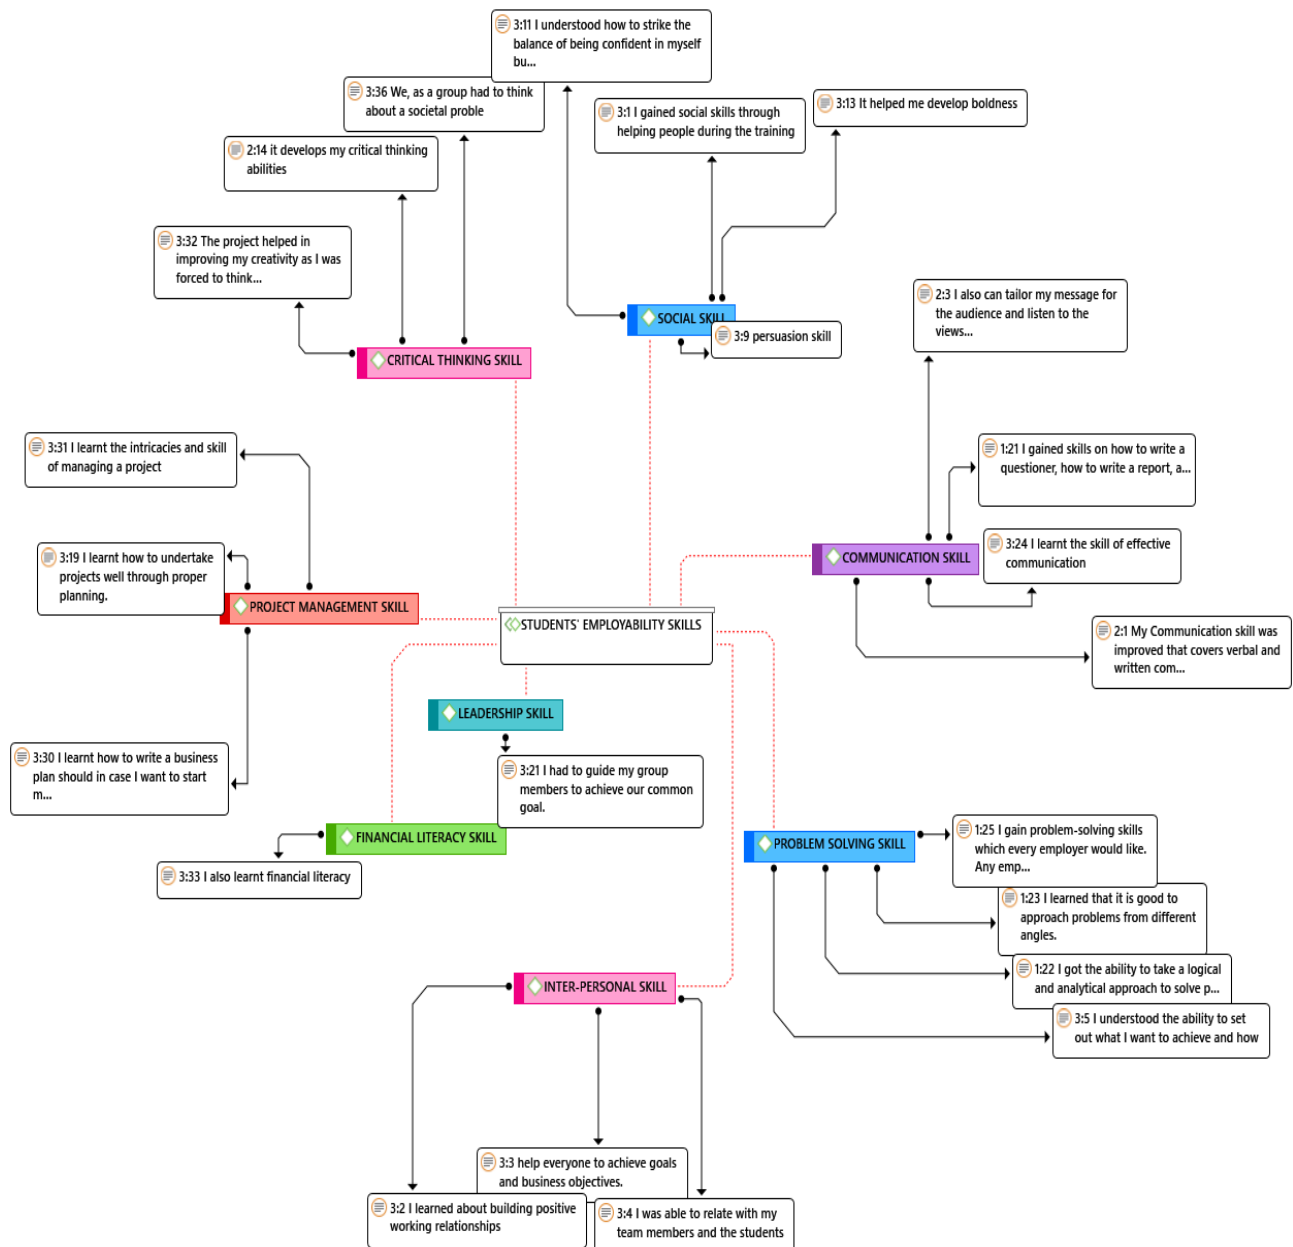 3:11 I understood how to strike the
balance of being confident in myself
bu...
3:36 We, as a group had to think
about a societal proble
3:1 I gained social skills through
helping people during the training
3:13 It helped me develop boldness
2:14 it develops my critical thinking
abilities
3:32 The project helped in
improving my creativity as I was
forced to think...
SOCIAL SKILL
3:9 persuasion skill
2:3 I also can tailor my message for
the audience and listen to the
views...
CRITICAL THINKING SKILL
3:31 I learnt the intricacies and skill
of managing a project
1:21 I gained skills on how to write a
questioner, how to write a report, a...
3:19 I learnt how to undertake
projects well through proper
planning.
COMMUNICATION SKILL
3:24 I learnt the skill of effective
communication
PROJECT MANAGEMENT SKILL
STUDENTS' EMPLOYABILITY SKILLS
2:1 My Communication skill was
improved that covers verbal and
written com...
LEADERSHIP SKILL
3:30 I learnt how to write a business
plan should in case I want to start
m...
3:21 I had to guide my group
members to achieve our common
goal.
FINANCIAL LITERACY SKILL
3:33 I also learnt financial literacy
PROBLEM SOLVING SKILL
1:25 I gain problem-solving skills
which every employer would like.
Any emp...
1:23 I learned that it is good to
approach problems from different
angles.
1:22 I got the ability to take a logical
and analytical approach to solve p...
3:5 I understood the ability to set
out what I want to achieve and how
INTER-PERSONAL SKILL
3:3 help everyone to achieve goals
and business objectives.
3:2 I learned about building positive
working relationships
3:4 I was able to relate with my
team members and the students